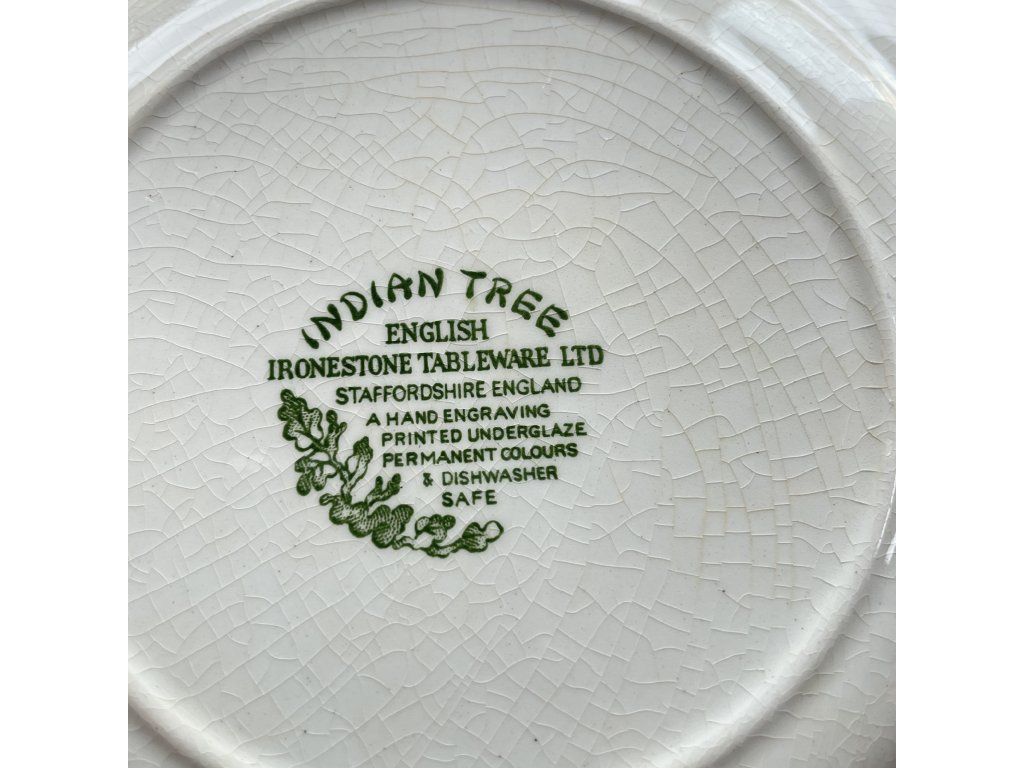 INDIAN TREE
ENGLISH
IRONESTONE TABLEWARE LTD
STAFFORDSHIRE ENGLAND
A HAND ENGRAVING
PRINTED UNDERGLAZE
PERMANENT COLOURS
& DISHWASHER
SAFE